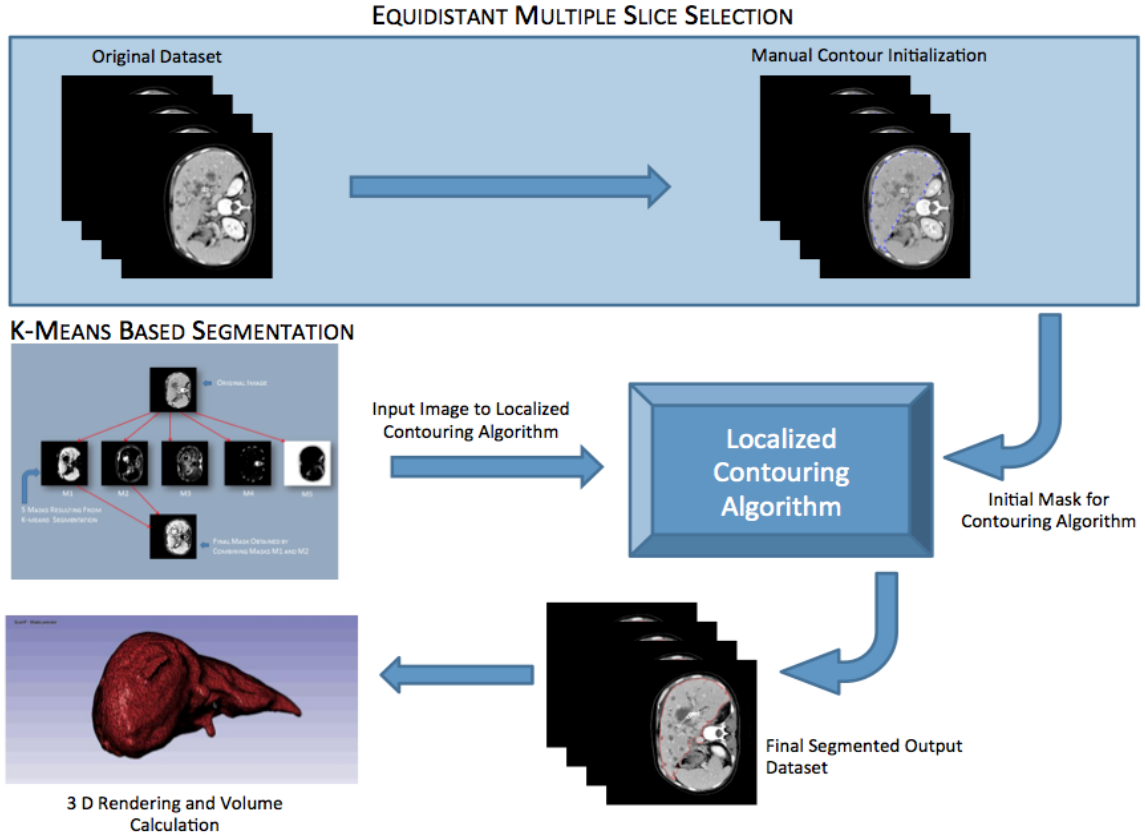 EQUIDISTANT MULTIPLE SLICE SELECTION
Original Dataset
Manual Contour Initialization
K-MEANS BASED SEGMENTATION
ORIGINAL IMAGE
M1
M2
M3
M4
M5
5 MASKS RESULTING FROM
K-MEANS SEGMENTATION
FINAL MASK OBTAINED BY
COMBINING MASKS M1 AND M2
Input Image to Localized
Contouring Algorithm
Localized
Contouring
Algorithm
Initial Mask for
Contouring Algorithm
Final Segmented Output
Dataset
3 D Rendering and Volume
Calculation